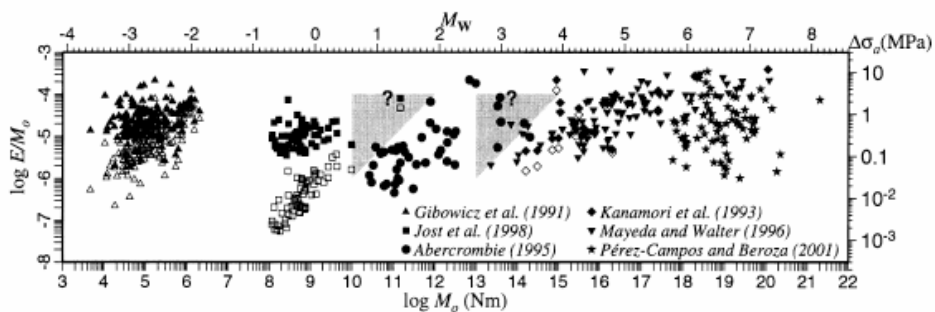 M_W
-4 -3 -2 -1 0 1 2 3 4 5 6 7 8
-3
-4
-5
-6
-7
-8
log E/M_o
Δσ_a(MPa)
10
1
0.1
10⁻²
10⁻³
? ?
▲ Gibowicz et al. (1991) ◆ Kanamori et al. (1993)
■ Jost et al. (1998) ▼ Mayeda and Walter (1996)
● Abercrombie (1995) ★ Pérez-Campos and Beroza (2001)
3 4 5 6 7 8 9 10 11 12 13 14 15 16 17 18 19 20 21 22
log M_o (Nm)